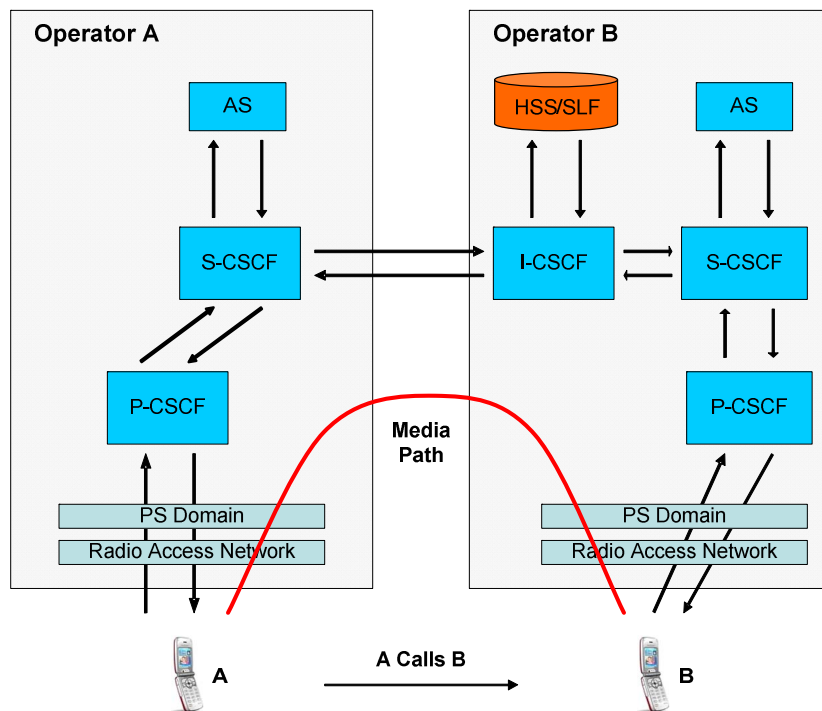 Operator A
Operator B
AS
HSS/SLF
AS
S-CSCF
I-CSCF
S-CSCF
P-CSCF
P-CSCF
Media
Path
PS Domain
PS Domain
Radio Access Network
Radio Access Network
A
A Calls B
B